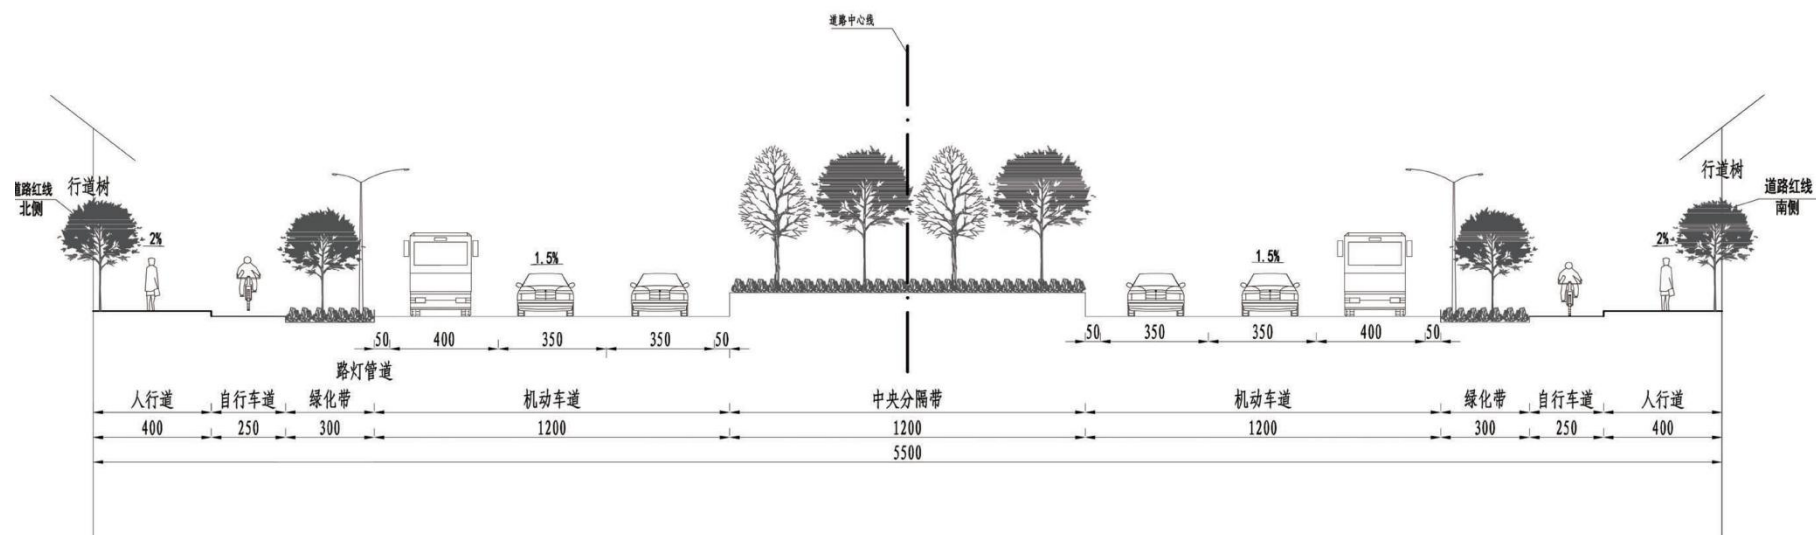 道路中心线
道路红线
北侧
行道树
行道树
道路红线
南侧
2%
1.5%
1.5%
2%
50 400 350 350 50
50 350 350 400 50
路灯管道
人行道 自行车道 绿化带 机动车道 中央分隔带 机动车道 绿化带 自行车道 人行道
400 250 300 1200 1200 1200 300 250 400
5500